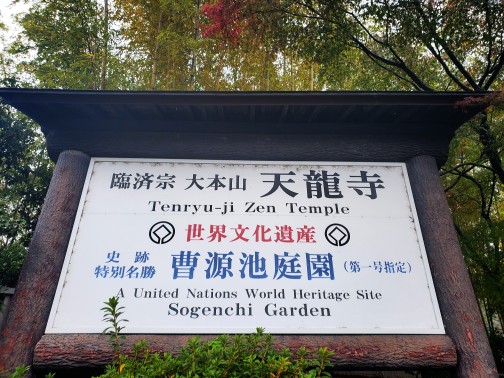 臨済宗 大本山 天龍寺
Tenryu-ji Zen Temple
世界文化遺産
史跡
特別名勝 曹源池庭園 (第一号指定)
A United Nations World Heritage Site
Sogenchi Garden